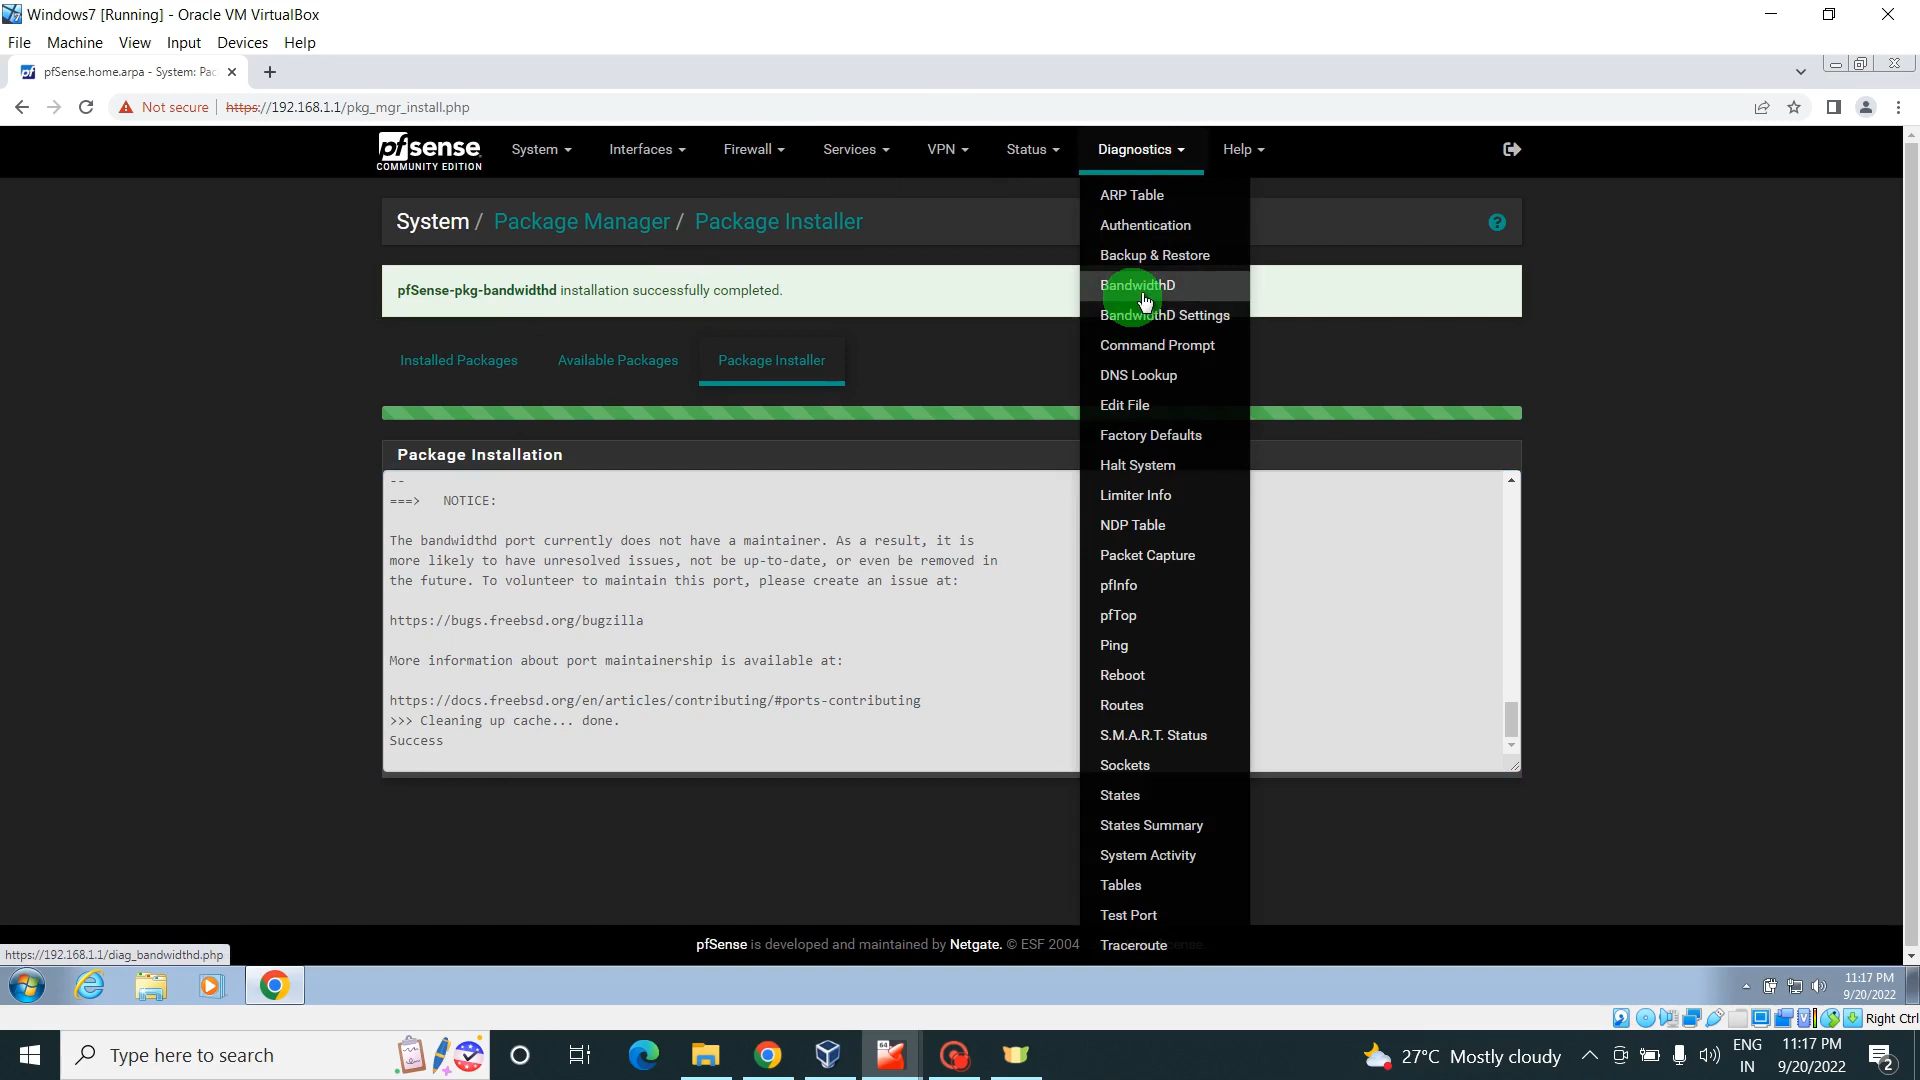 Windows7 [Running] - Oracle VM VirtualBox
File Machine View Input Devices Help
pfSense.home.arpa - System: Pac
Not secure https://192.168.1.1/pkg_mgr_install.php
pfsense
COMMUNITY EDITION
System Interfaces Firewall Services VPN Status Diagnostics Help
System / Package Manager / Package Installer
pfSense-pkg-bandwidthd installation successfully completed.
Installed Packages Available Packages Package Installer
Package Installation
--
===> NOTICE:
The bandwidthd port currently does not have a maintainer. As a result, it is
more likely to have unresolved issues, not be up-to-date, or even be removed in
the future. To volunteer to maintain this port, please create an issue at:
https://bugs.freebsd.org/bugzilla
More information about port maintainership is available at:
https://docs.freebsd.org/en/articles/contributing/#ports-contributing
>>> Cleaning up cache... done.
Success
ARP Table
Authentication
Backup & Restore
BandwidthD
BandwidthD Settings
Command Prompt
DNS Lookup
Edit File
Factory Defaults
Halt System
Limiter Info
NDP Table
Packet Capture
pfInfo
pfTop
Ping
Reboot
Routes
S.M.A.R.T. Status
Sockets
States
States Summary
System Activity
Tables
Test Port
Traceroute
pfSense is developed and maintained by Netgate. © ESF 2004
https://192.168.1.1/diag_bandwidthd.php
11:17 PM
9/20/2022
Right Ctrl
Type here to search
64
27°C Mostly cloudy
ENG
IN
11:17 PM
9/20/2022
2